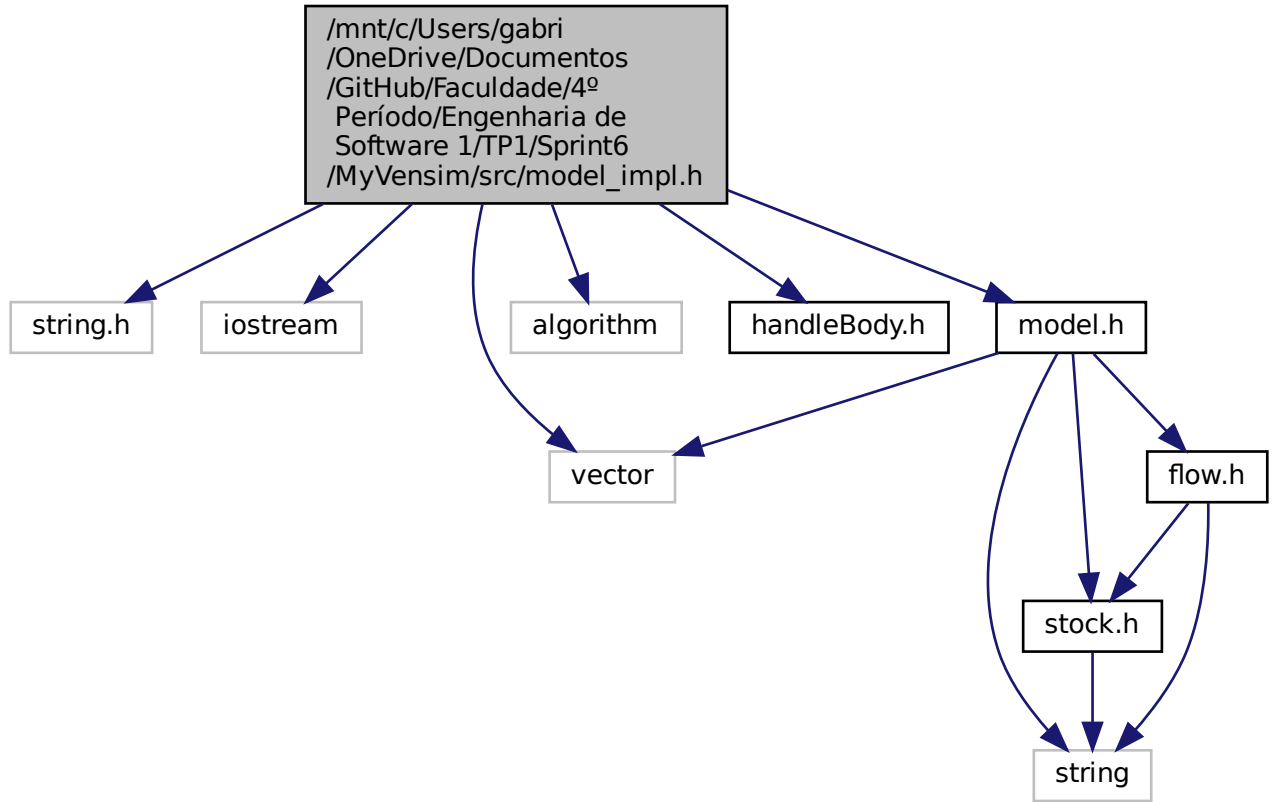 /mnt/c/Users/gabri
/OneDrive/Documentos
/GitHub/Faculdade/4º
Período/Engenharia de
Software 1/TP1/Sprint6
/MyVensim/src/model_impl.h
string.h
iostream
algorithm
handleBody.h
model.h
vector
flow.h
stock.h
string